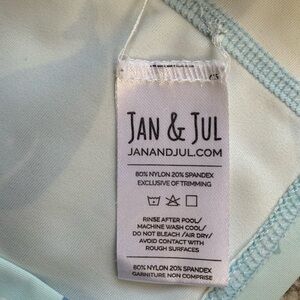 JAN & JUL
JANANDJUL.COM
80% NYLON 20% SPANDEX
EXCLUSIVE OF TRIMMING
RINSE AFTER POOL/
MACHINE WASH COOL/
DO NOT BLEACH /AIR DRY/
AVOID CONTACT WITH
ROUGH SURFACES
80% NYLON 20% SPANDEX
GARNITURE NON COMPRISE